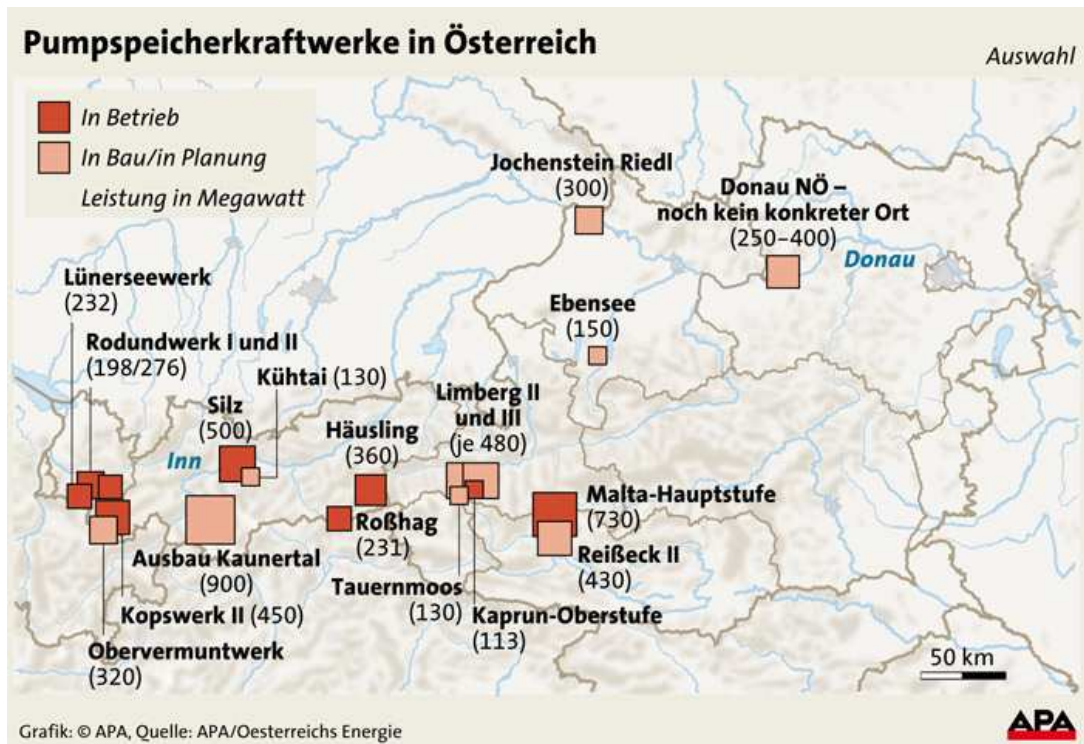 Pumpspeicherkraftwerke in Österreich
Auswahl
In Betrieb
In Bau/in Planung
Leistung in Megawatt
Jochenstein Riedl
(300)
Donau NÖ –
noch kein konkreter Ort
(250–400)
Donau
Lünerseewerk
(232)
Ebensee
(150)
Rodundwerk I und II
(198/276)
Kühtai (130)
Silz
(500)
Inn
Häusling
(360)
Limberg II
und III
(je 480)
Malta-Hauptstufe
(730)
Roßhag
(231)
Reißeck II
(430)
Ausbau Kaunertal
(900)
Tauernmoos
(130)
Kaprun-Oberstufe
(113)
Kopswerk II (450)
Obervermuntwerk
(320)
50 km
Grafik: © APA, Quelle: APA/Oesterreichs Energie
APA